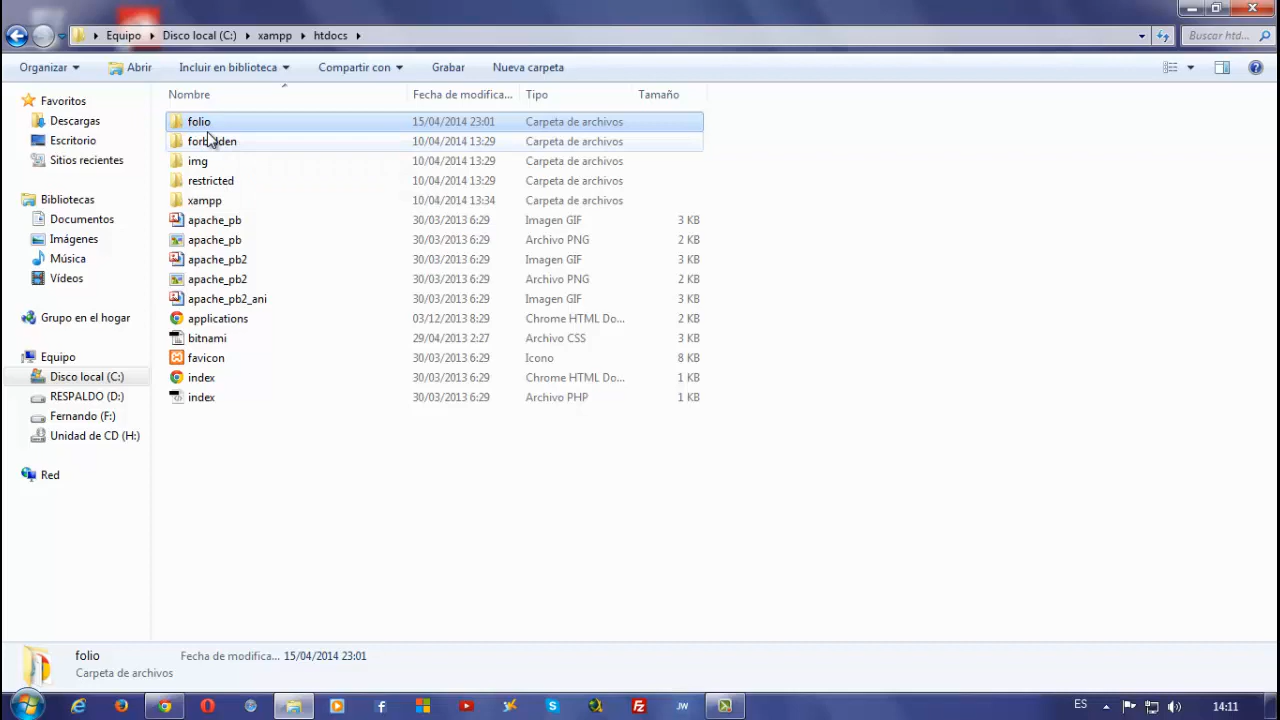 Equipo Disco local (C:) xampp htdocs Buscar htd...
Organizar Abrir Incluir en biblioteca Compartir con Grabar Nueva carpeta
Nombre Fecha de modifica... Tipo Tamaño
Favoritos
Descargas
Escritorio
Sitios recientes
Bibliotecas
Documentos
Imágenes
Música
Vídeos
Grupo en el hogar
Equipo
Disco local (C:)
RESPALDO (D:)
Fernando (F:)
Unidad de CD (H:)
Red
folio 15/04/2014 23:01 Carpeta de archivos
forbidden 10/04/2014 13:29 Carpeta de archivos
img 10/04/2014 13:29 Carpeta de archivos
restricted 10/04/2014 13:29 Carpeta de archivos
xampp 10/04/2014 13:34 Carpeta de archivos
apache_pb 30/03/2013 6:29 Imagen GIF 3 KB
apache_pb 30/03/2013 6:29 Archivo PNG 2 KB
apache_pb2 30/03/2013 6:29 Imagen GIF 3 KB
apache_pb2 30/03/2013 6:29 Archivo PNG 2 KB
apache_pb2_ani 30/03/2013 6:29 Imagen GIF 3 KB
applications 03/12/2013 8:29 Chrome HTML Do... 2 KB
bitnami 29/04/2013 2:27 Archivo CSS 2 KB
favicon 30/03/2013 6:29 Icono 8 KB
index 30/03/2013 6:29 Chrome HTML Do... 1 KB
index 30/03/2013 6:29 Archivo PHP 1 KB
folio Fecha de modifica... 15/04/2014 23:01
Carpeta de archivos
JW ES 14:11